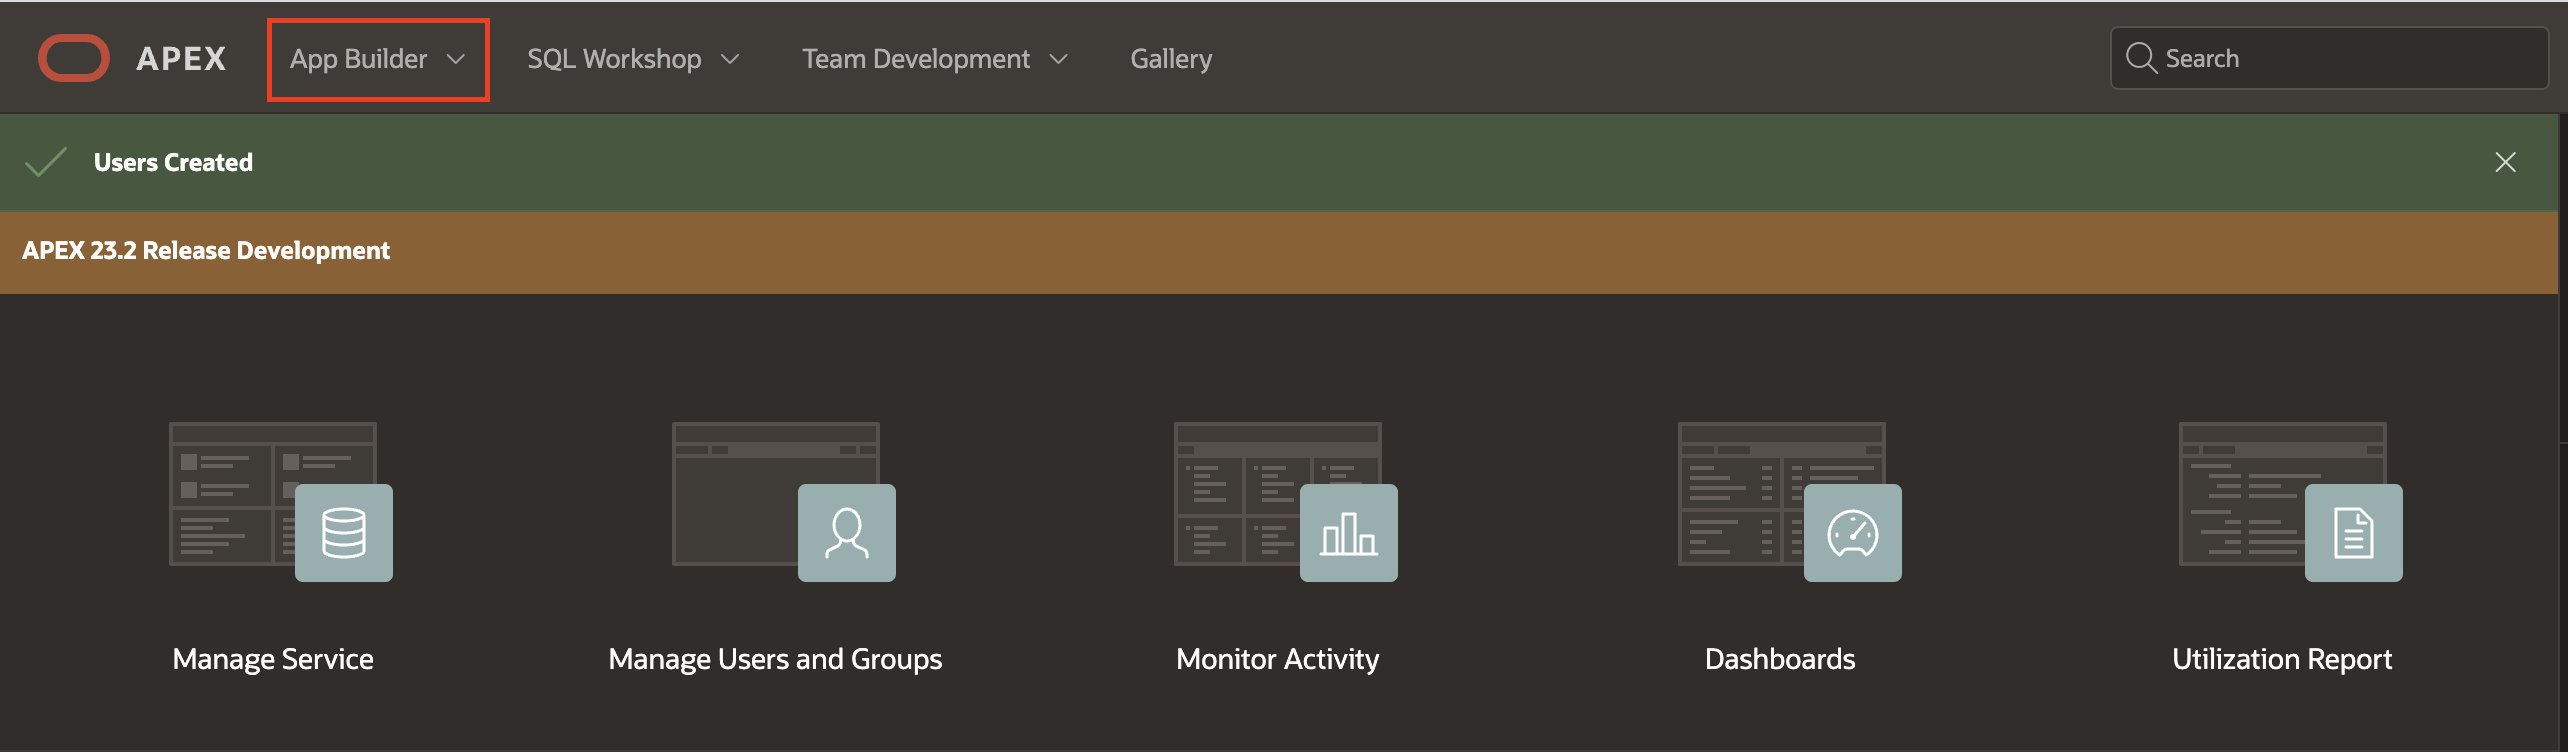 APEX App Builder SQL Workshop Team Development Gallery Search
Users Created
APEX 23.2 Release Development
Manage Service Manage Users and Groups Monitor Activity Dashboards Utilization Report